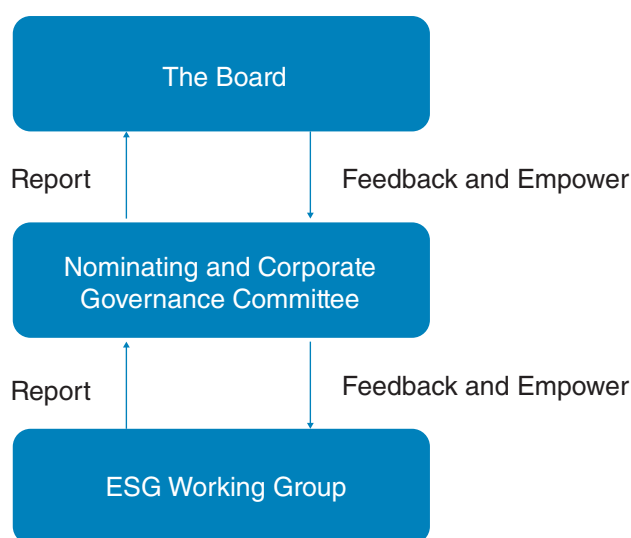 The Board
Report
Feedback and Empower
Nominating and Corporate
Governance Committee
Report
Feedback and Empower
ESG Working Group